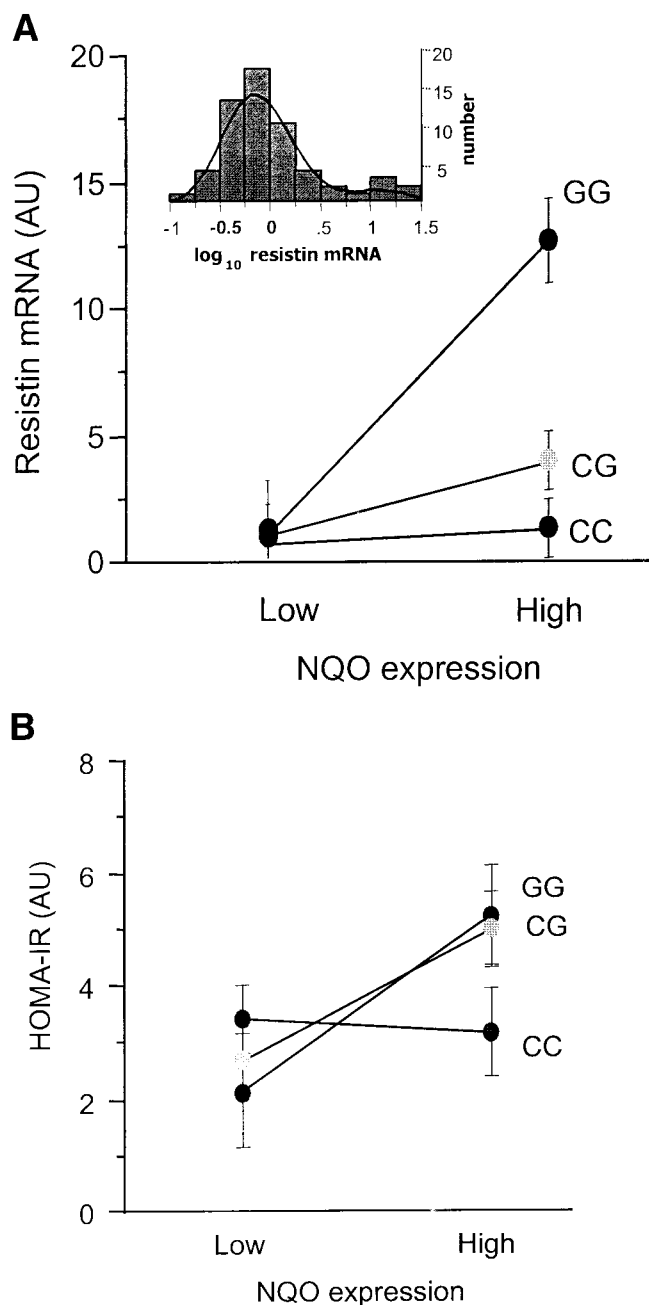 A
20
15
10
5
0
Resistin mRNA (AU)
20
15
10
5
number
-1 -0.5 0 .5 1 1.5
log10 resistin mRNA
GG
CG
CC
Low High
NQO expression
B
8
6
4
2
0
HOMA-IR (AU)
GG
CG
CC
Low High
NQO expression